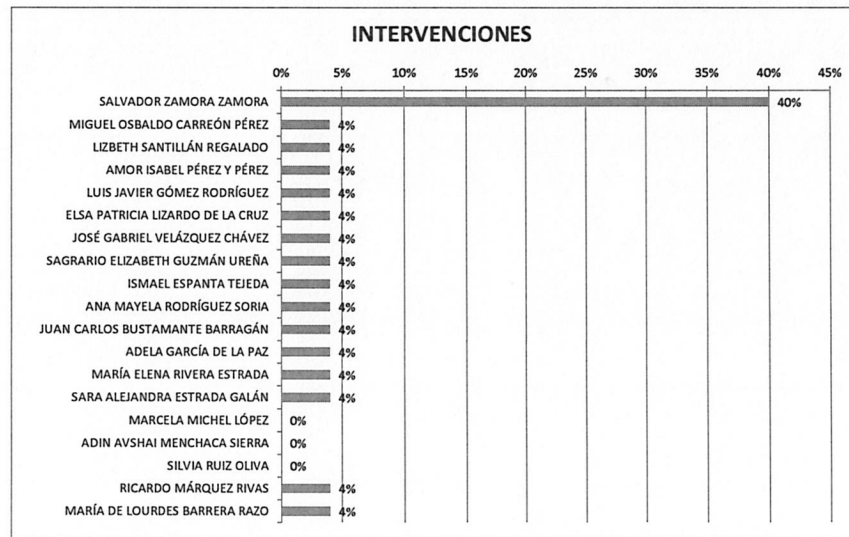 INTERVENCIONES
0% 5% 10% 15% 20% 25% 30% 35% 40% 45%
SALVADOR ZAMORA ZAMORA 40%
MIGUEL OSBALDO CARREÓN PÉREZ 4%
LIZBETH SANTILLÁN REGALADO 4%
AMOR ISABEL PÉREZ Y PÉREZ 4%
LUIS JAVIER GÓMEZ RODRÍGUEZ 4%
ELSA PATRICIA LIZARDO DE LA CRUZ 4%
JOSÉ GABRIEL VELÁZQUEZ CHÁVEZ 4%
SAGRARIO ELIZABETH GUZMÁN UREÑA 4%
ISMAEL ESPANTA TEJEDA 4%
ANA MAYELA RODRÍGUEZ SORIA 4%
JUAN CARLOS BUSTAMANTE BARRAGÁN 4%
ADELA GARCÍA DE LA PAZ 4%
MARÍA ELENA RIVERA ESTRADA 4%
SARA ALEJANDRA ESTRADA GALÁN 4%
MARCELA MICHEL LÓPEZ 0%
ADIN AVSHAI MENCHACA SIERRA 0%
SILVIA RUIZ OLIVA 0%
RICARDO MÁRQUEZ RIVAS 4%
MARÍA DE LOURDES BARRERA RAZO 4%